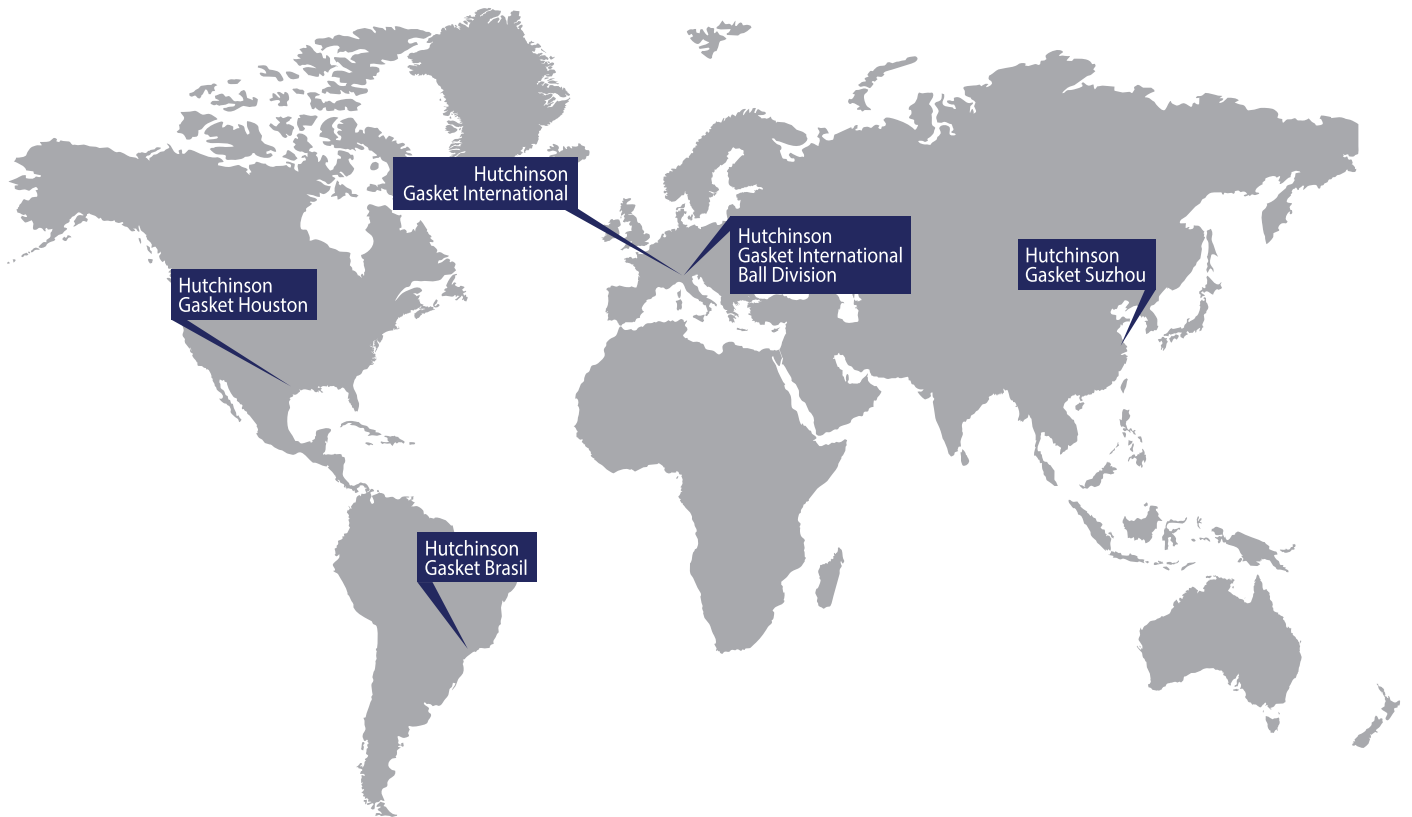 Hutchinson
Gasket International
Hutchinson
Gasket International
Ball Division
Hutchinson
Gasket Suzhou
Hutchinson
Gasket Houston
Hutchinson
Gasket Brasil